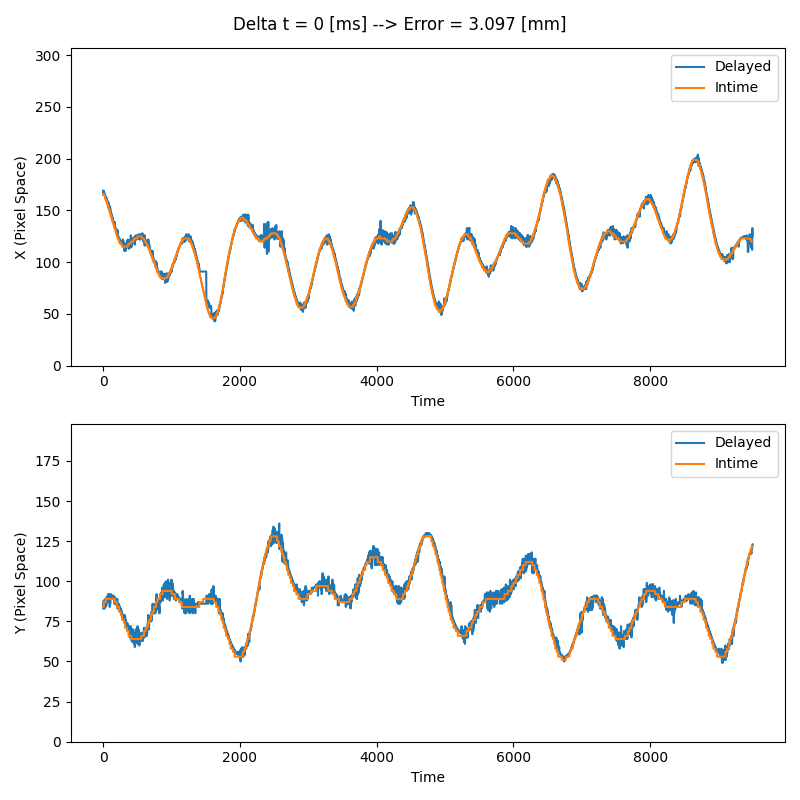 Delta t = 0 [ms] --> Error = 3.097 [mm]
300
250
200
150
100
50
0
X (Pixel Space)
Delayed
Intime
0
2000
4000
6000
8000
Time
175
150
125
100
75
50
25
0
Y (Pixel Space)
Delayed
Intime
0
2000
4000
6000
8000
Time